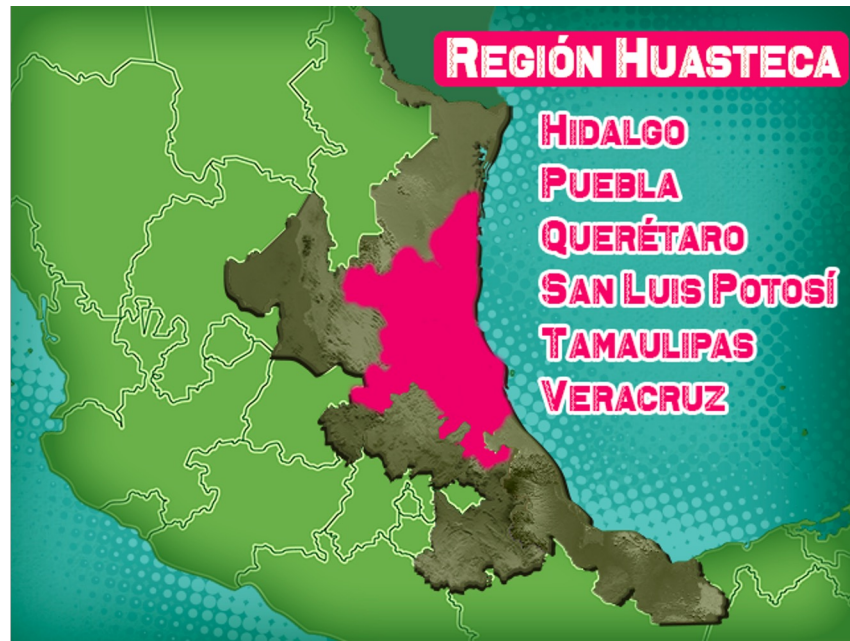 Región Huasteca
Hidalgo
Puebla
Querétaro
San Luis Potosí
Tamaulipas
Veracruz